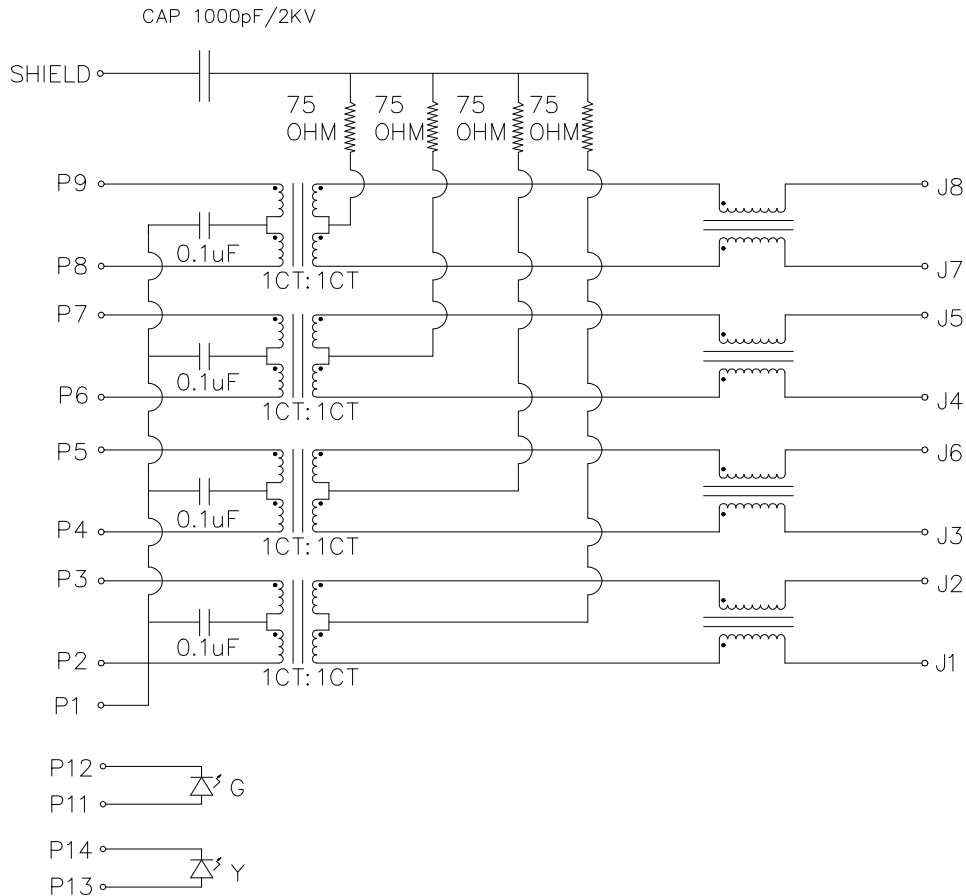 CAP 1000pF/2KV
SHIELD
75 OHM
75 OHM
75 OHM
75 OHM
P9
J8
0.1uF
P8
J7
1CT:1CT
P7
J5
0.1uF
P6
J4
1CT:1CT
P5
J6
0.1uF
P4
J3
1CT:1CT
P3
J2
0.1uF
P2
J1
1CT:1CT
P1
P12
G
P11
P14
Y
P13